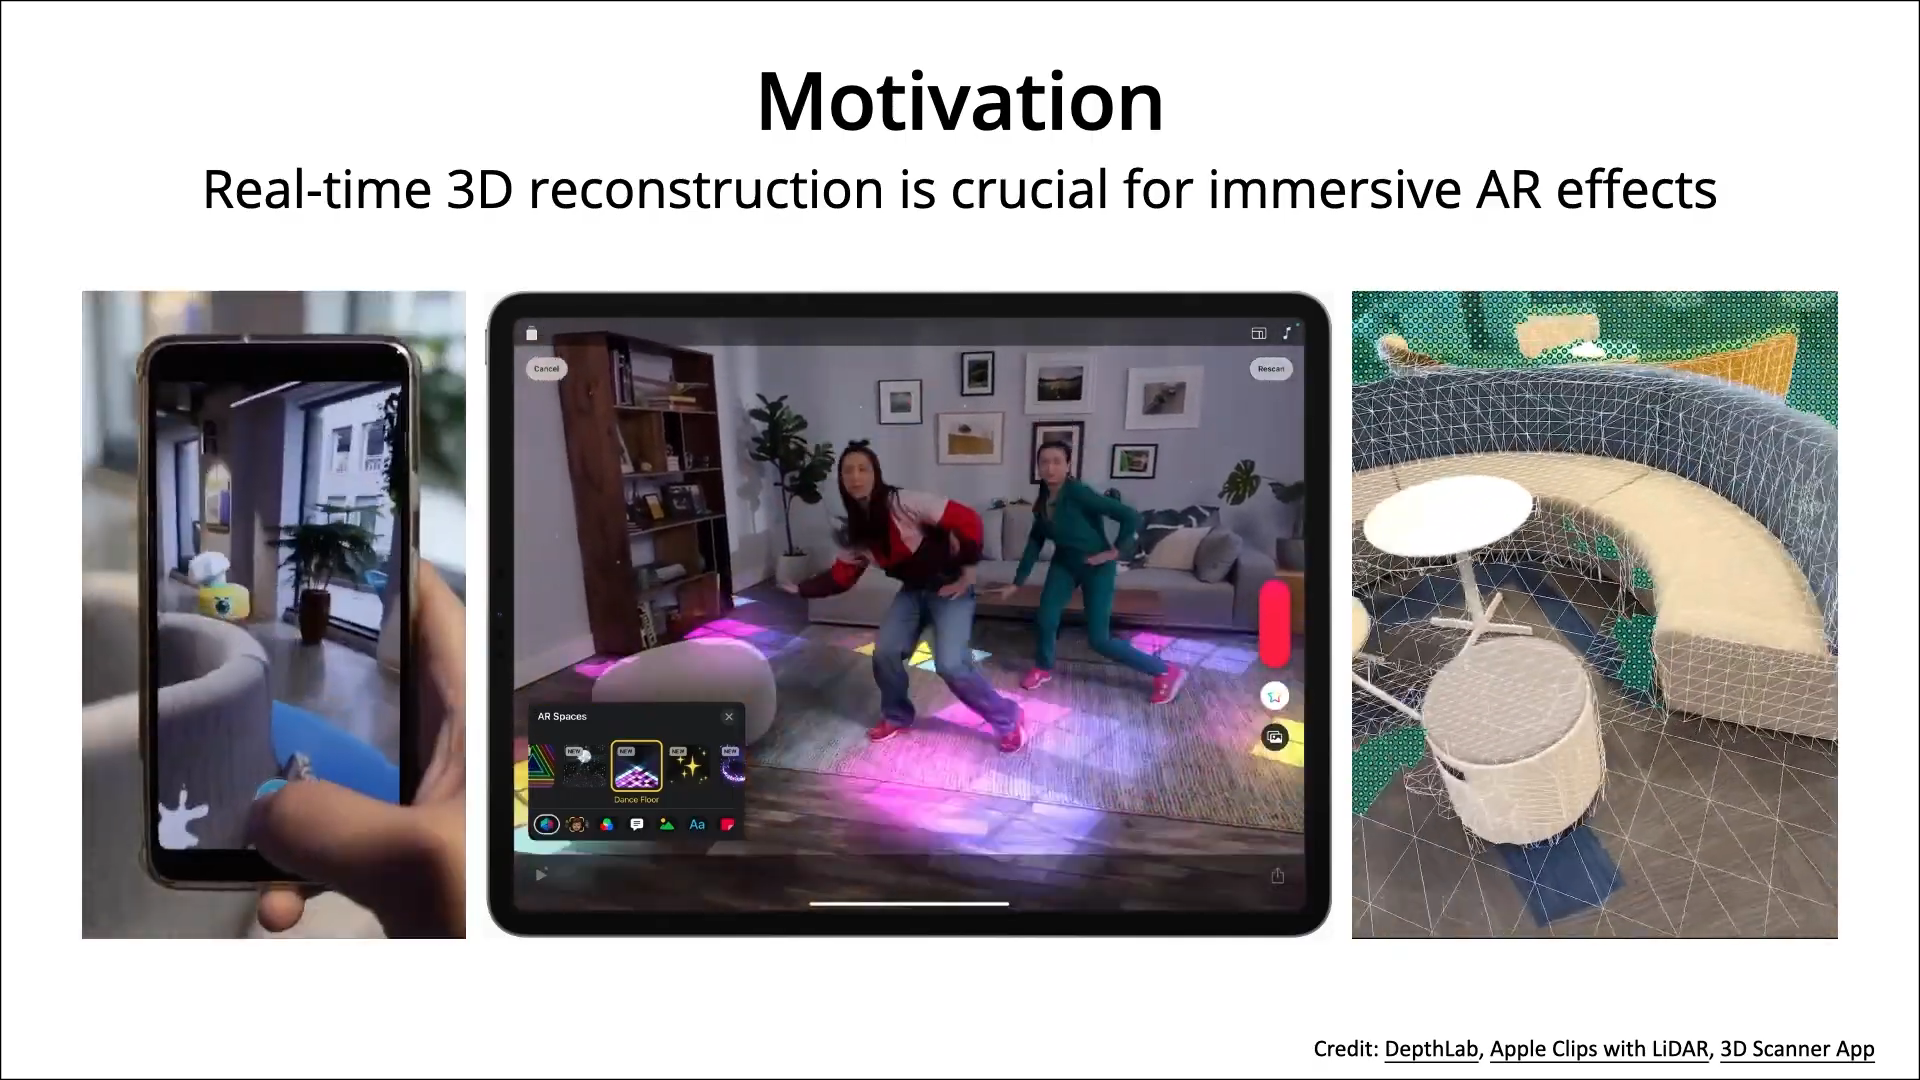 Motivation
Real-time 3D reconstruction is crucial for immersive AR effects
Cancel
Rescan
AR Spaces
NEW
NEW
NEW
NEW
Dance Floor
Aa
Credit: DepthLab, Apple Clips with LiDAR, 3D Scanner App